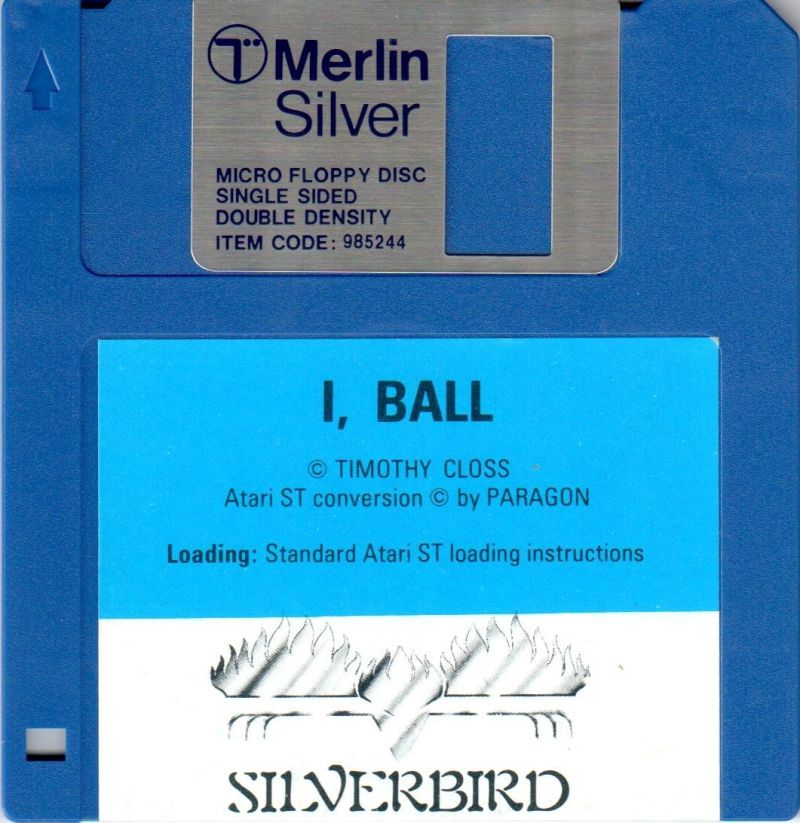 Merlin
Silver
MICRO FLOPPY DISC
SINGLE SIDED
DOUBLE DENSITY
ITEM CODE: 985244
I, BALL
© TIMOTHY CLOSS
Atari ST conversion © by PARAGON
Loading: Standard Atari ST loading instructions
SILVERBIRD